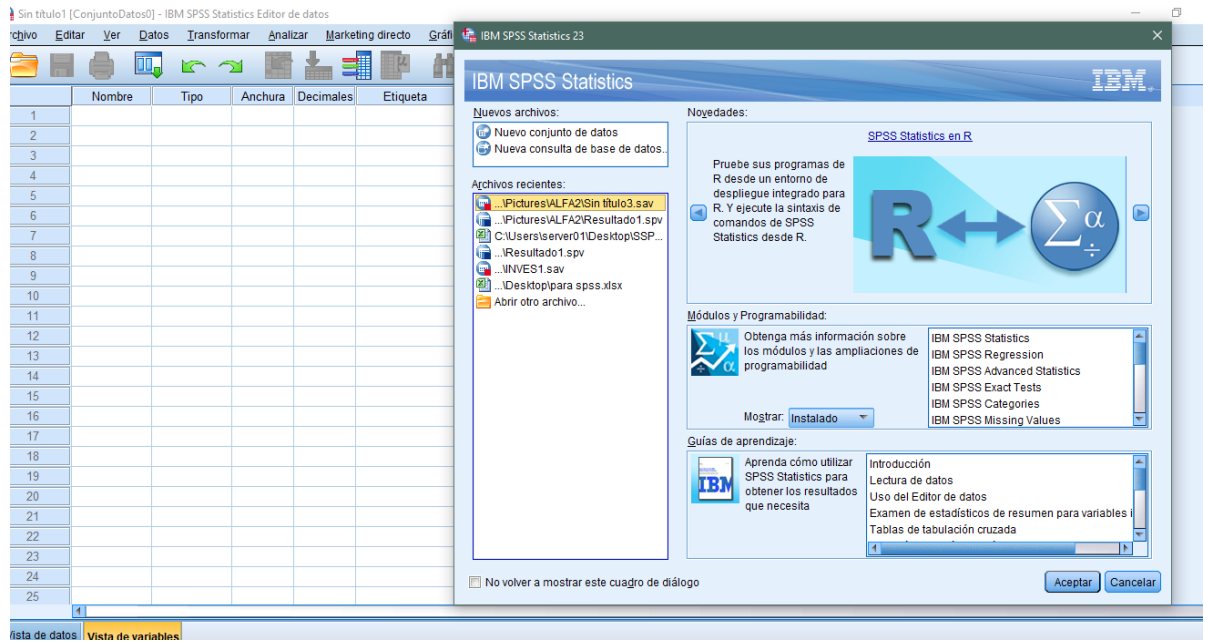 Sin título1 [ConjuntoDatos0] - IBM SPSS Statistics Editor de datos
rchivo Editar Ver Datos Transformar Analizar Marketing directo Gráfi
Nombre Tipo Anchura Decimales Etiqueta
1
2
3
4
5
6
7
8
9
10
11
12
13
14
15
16
17
18
19
20
21
22
23
24
25
Vista de datos Vista de variables
IBM SPSS Statistics 23
IBM SPSS Statistics
IBM
Nuevos archivos:
Nuevo conjunto de datos
Nueva consulta de base de datos..
Archivos recientes:
...\Pictures\ALFA2\Sin título3.sav
...\Pictures\ALFA2\Resultado1.spv
C:\Users\server01\Desktop\SSP...
...\Resultado1.spv
...\INVES1.sav
...\Desktop\para spss.xlsx
Abrir otro archivo...
Novedades:
SPSS Statistics en R
Pruebe sus programas de
R desde un entorno de
despliegue integrado para
R. Y ejecute la sintaxis de
comandos de SPSS
Statistics desde R.
R
Σ α ÷
Módulos y Programabilidad:
Σ μ ÷ α
Obtenga más información sobre
los módulos y las ampliaciones de
programabilidad
Mostrar: Instalado
IBM SPSS Statistics
IBM SPSS Regression
IBM SPSS Advanced Statistics
IBM SPSS Exact Tests
IBM SPSS Categories
IBM SPSS Missing Values
Guías de aprendizaje:
IBM
Aprenda cómo utilizar
SPSS Statistics para
obtener los resultados
que necesita
Introducción
Lectura de datos
Uso del Editor de datos
Examen de estadísticos de resumen para variables i
Tablas de tabulación cruzada
No volver a mostrar este cuadro de diálogo
Aceptar Cancelar